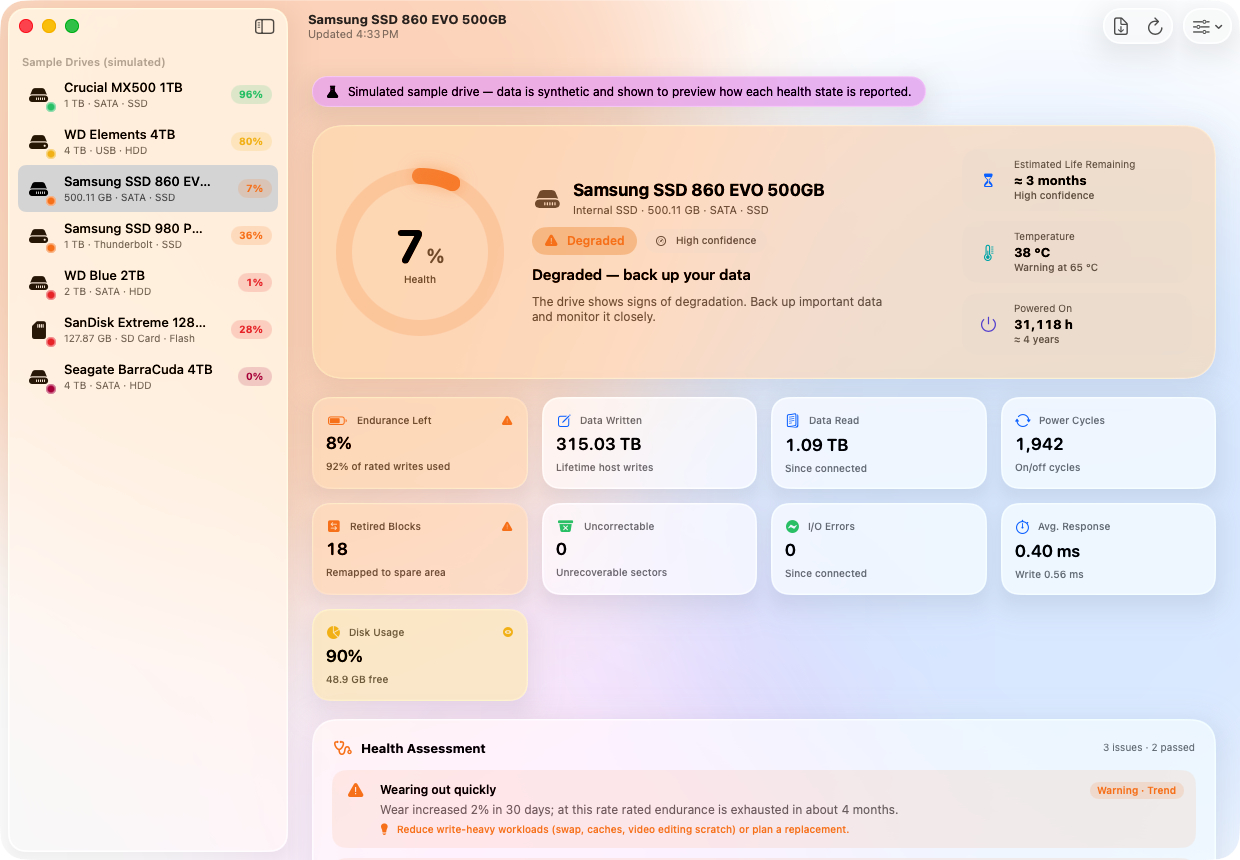 Samsung SSD 860 EVO 500GB
Updated 4:33 PM
Sample Drives (simulated)
Crucial MX500 1TB
1 TB · SATA · SSD
96%
WD Elements 4TB
4 TB · USB · HDD
80%
Samsung SSD 860 EV...
500.11 GB · SATA · SSD
7%
Samsung SSD 980 P...
1 TB · Thunderbolt · SSD
36%
WD Blue 2TB
2 TB · SATA · HDD
1%
SanDisk Extreme 128...
127.87 GB · SD Card · Flash
28%
Seagate BarraCuda 4TB
4 TB · SATA · HDD
0%
Simulated sample drive — data is synthetic and shown to preview how each health state is reported.
7 %
Health
Samsung SSD 860 EVO 500GB
Internal SSD · 500.11 GB · SATA · SSD
Degraded
High confidence
Degraded — back up your data
The drive shows signs of degradation. Back up important data
and monitor it closely.
Estimated Life Remaining
≈ 3 months
High confidence
Temperature
38 °C
Warning at 65 °C
Powered On
31,118 h
≈ 4 years
Endurance Left
8%
92% of rated writes used
Data Written
315.03 TB
Lifetime host writes
Data Read
1.09 TB
Since connected
Power Cycles
1,942
On/off cycles
Retired Blocks
18
Remapped to spare area
Uncorrectable
0
Unrecoverable sectors
I/O Errors
0
Since connected
Avg. Response
0.40 ms
Write 0.56 ms
Disk Usage
90%
48.9 GB free
Health Assessment
3 issues · 2 passed
Wearing out quickly
Warning · Trend
Wear increased 2% in 30 days; at this rate rated endurance is exhausted in about 4 months.
Reduce write-heavy workloads (swap, caches, video editing scratch) or plan a replacement.